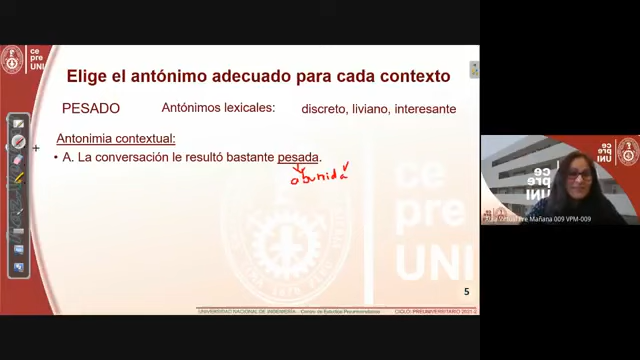 ce
pre
UNI
Elige el antónimo adecuado para cada contexto
PESADO Antónimos lexicales: discreto, liviano, interesante
Antonimia contextual:
• A. La conversación le resultó bastante pesada.
aburrida
ce
pre
UNI
5
UNIVERSIDAD NACIONAL DE INGENIERÍA - Centro de Estudios Preuniversitarios CICLO: PREUNIVERSITARIO 2021-2
ce
pre
UNI
Virtual Pre Mañana 009 VPM-009